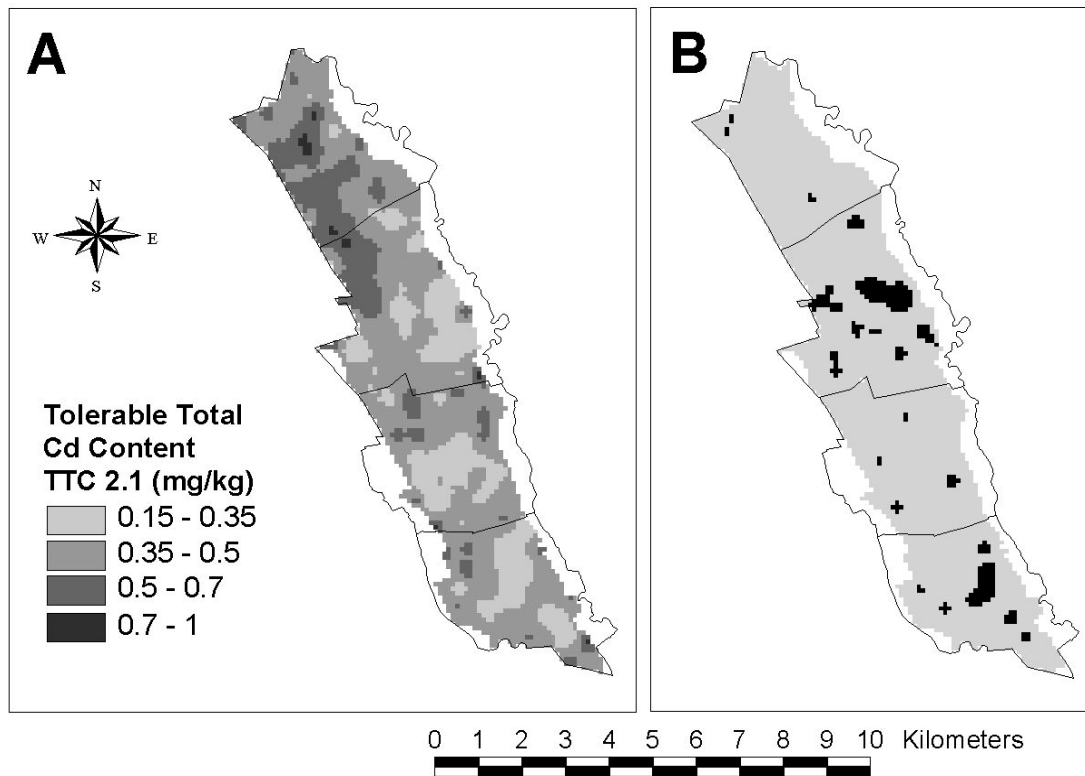 A
B
N
W E
S
Tolerable Total
Cd Content
TTC 2.1 (mg/kg)
0.15 - 0.35
0.35 - 0.5
0.5 - 0.7
0.7 - 1
0 1 2 3 4 5 6 7 8 9 10 Kilometers